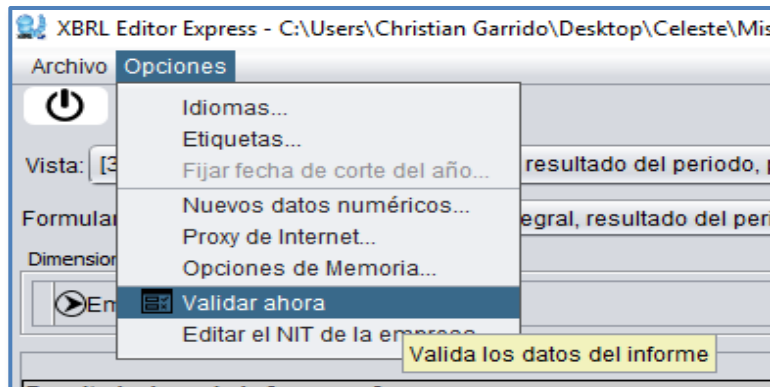 XBRL Editor Express - C:\Users\Christian Garrido\Desktop\Celeste\Mis
Archivo Opciones
Idiomas...
Etiquetas...
Vista: [3 resultado del periodo, p
Fijar fecha de corte del año...
Nuevos datos numéricos...
Formular egral, resultado del peri
Proxy de Internet...
Dimension
Opciones de Memoria...
Em Validar ahora
Editar el NIT de la empresa
Valida los datos del informe